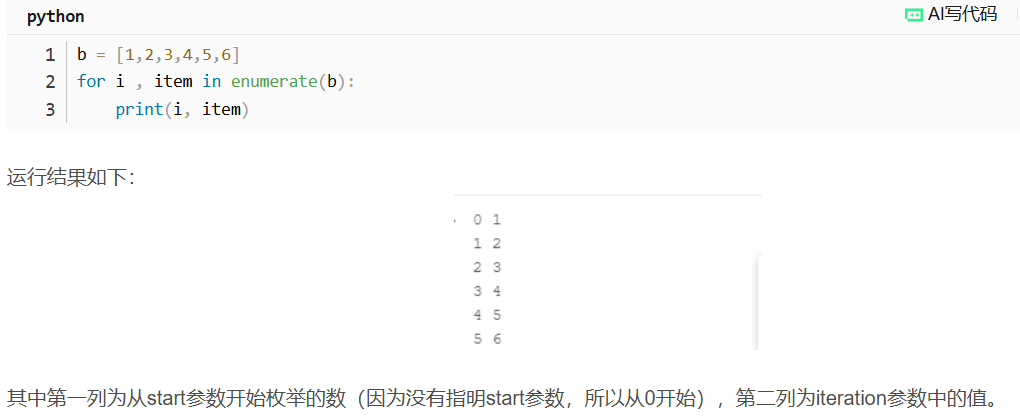 python AI写代码
1 b = [1,2,3,4,5,6]
2 for i , item in enumerate(b):
3     print(i, item)
运行结果如下：
0 1
1 2
2 3
3 4
4 5
5 6
其中第一列为从start参数开始枚举的数（因为没有指明start参数，所以从0开始），第二列为iteration参数中的值。